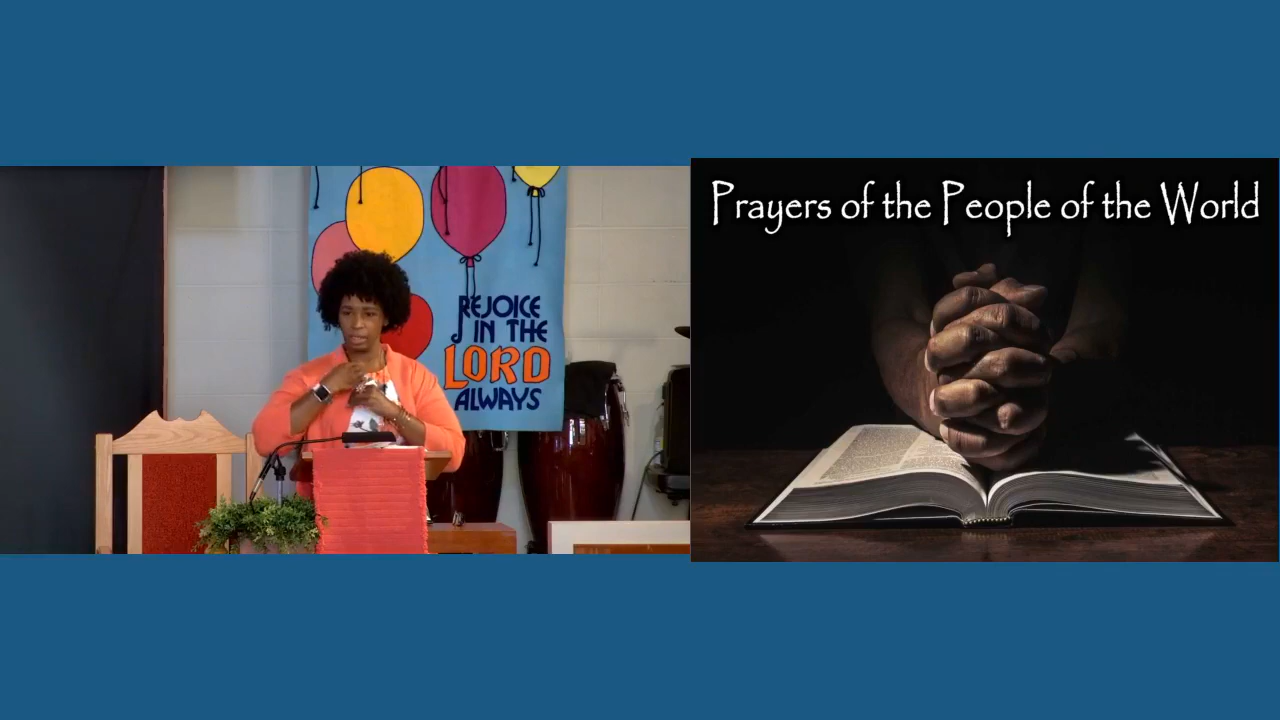 REJOICE
IN THE
LORD
ALWAYS
Prayers of the People of the World